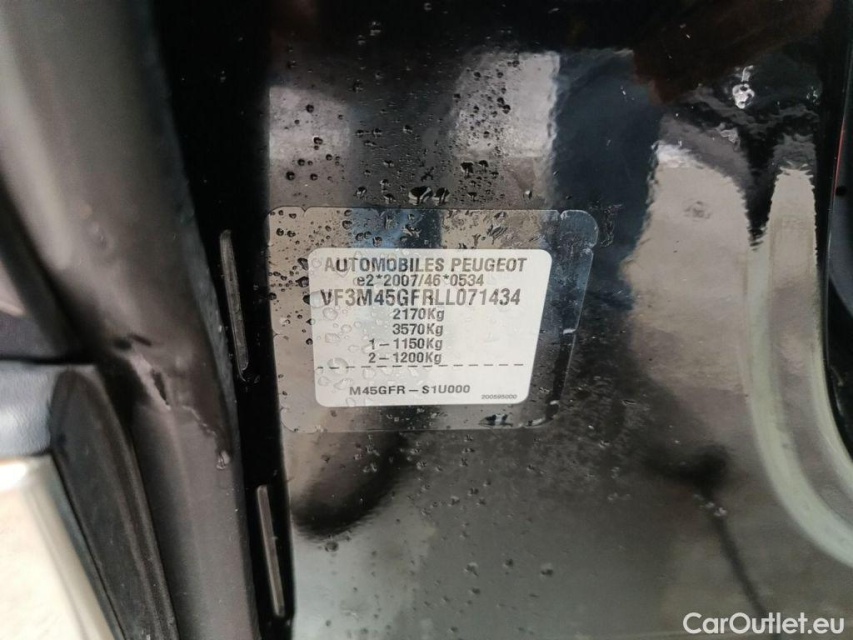 AUTOMOBILES PEUGEOT
e2*2007/46*0534
VF3M45GFRLL071434
2170Kg
3570Kg
1-1150Kg
2-1200Kg
M45GFR-S1U000
CarOutlet.eu